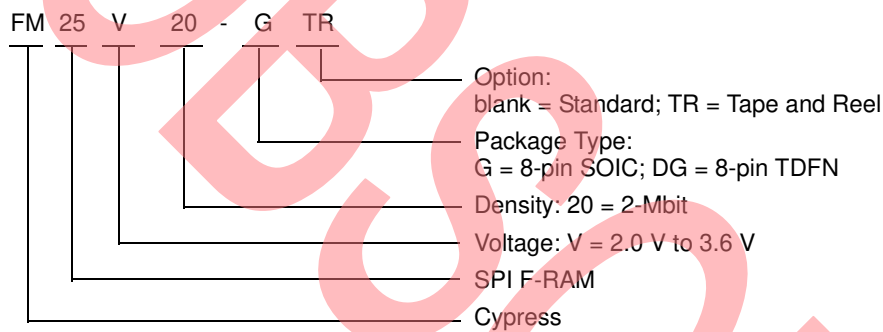 FM 25 V 20 - G TR
Option:
blank = Standard; TR = Tape and Reel
Package Type:
G = 8-pin SOIC; DG = 8-pin TDFN
Density: 20 = 2-Mbit
Voltage: V = 2.0 V to 3.6 V
SPI F-RAM
Cypress